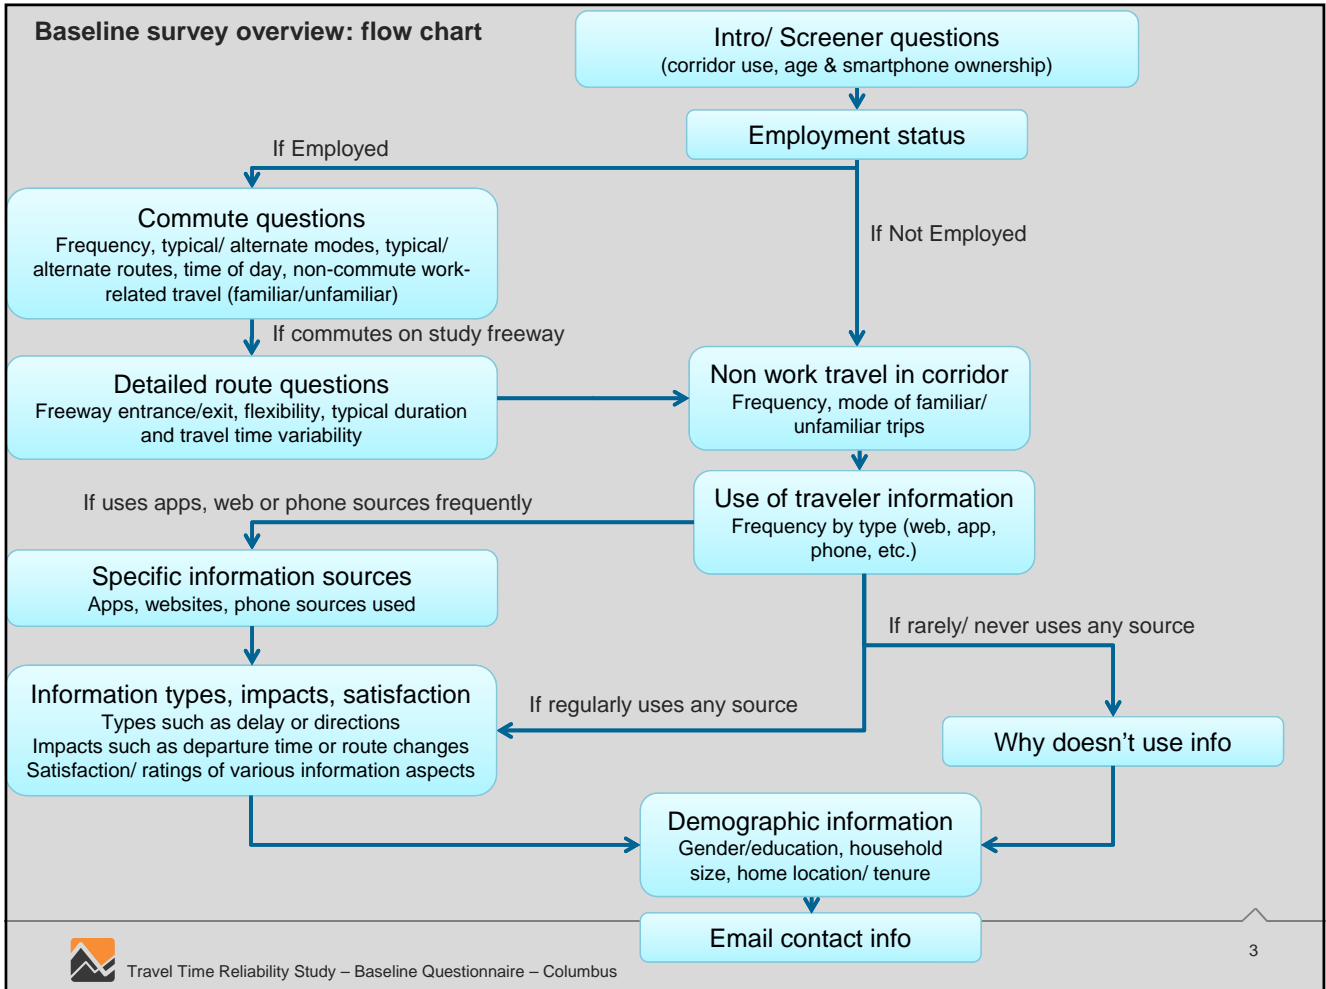 Baseline survey overview: flow chart
Intro/ Screener questions
(corridor use, age & smartphone ownership)
Employment status
If Employed
If Not Employed
Commute questions
Frequency, typical/ alternate modes, typical/
alternate routes, time of day, non-commute work-
related travel (familiar/unfamiliar)
If commutes on study freeway
Detailed route questions
Freeway entrance/exit, flexibility, typical duration
and travel time variability
Non work travel in corridor
Frequency, mode of familiar/
unfamiliar trips
Use of traveler information
Frequency by type (web, app,
phone, etc.)
If uses apps, web or phone sources frequently
Specific information sources
Apps, websites, phone sources used
If rarely/ never uses any source
If regularly uses any source
Information types, impacts, satisfaction
Types such as delay or directions
Impacts such as departure time or route changes
Satisfaction/ ratings of various information aspects
Why doesn't use info
Demographic information
Gender/education, household
size, home location/ tenure
Email contact info
Travel Time Reliability Study – Baseline Questionnaire – Columbus
3